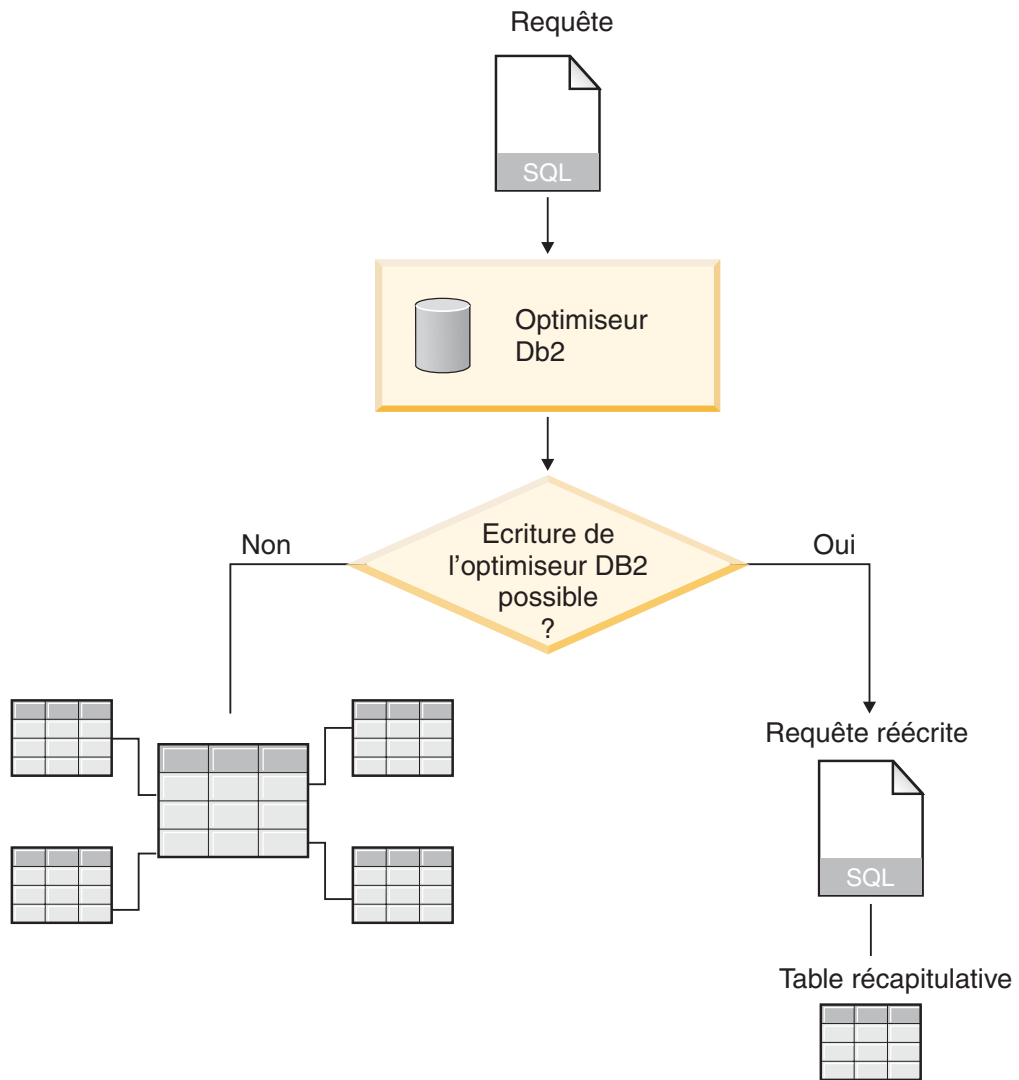 Requête
SQL
Optimiseur
Db2
Ecriture de
l'optimiseur DB2
possible
?
Non
Oui
Requête réécrite
SQL
Table récapitulative